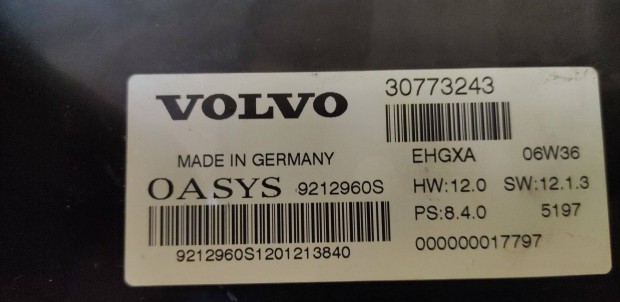 VOLVO
30773243
MADE IN GERMANY
EHGXA 06W36
OASYS 9212960S
HW:12.0 SW:12.1.3
PS:8.4.0 5197
9212960S1201213840
000000017797